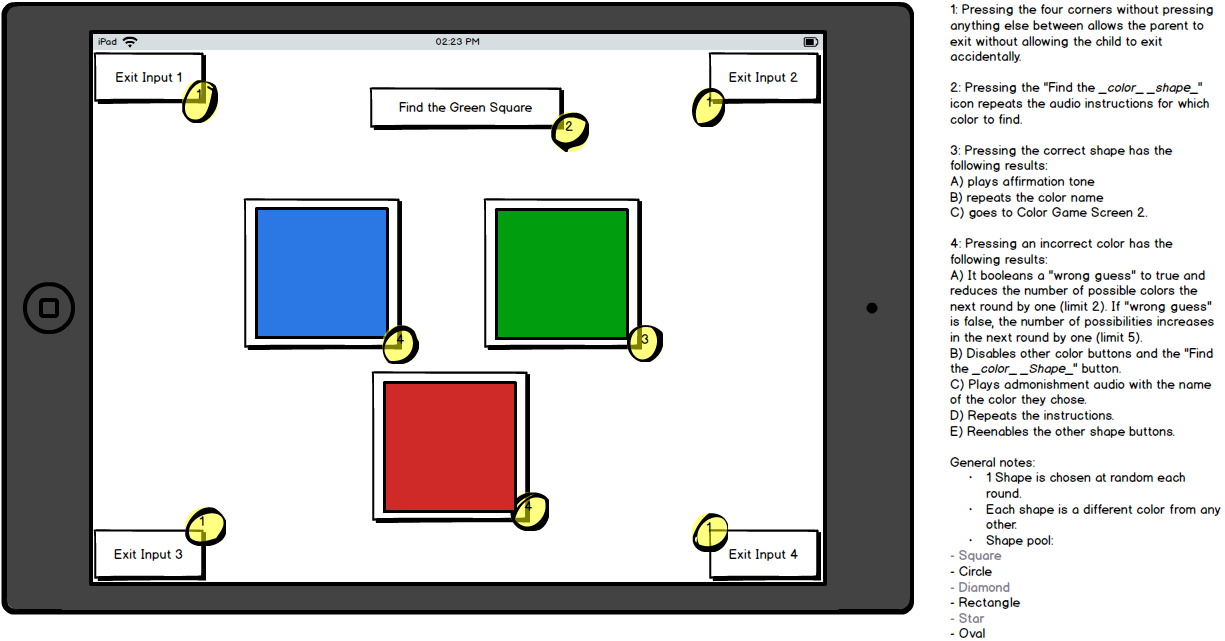 iPad
02:23 PM
Exit Input 1
1
Exit Input 2
1
Find the Green Square
2
4
3
4
1
Exit Input 3
1
Exit Input 4
1: Pressing the four corners without pressing
anything else between allows the parent to
exit without allowing the child to exit
accidentally.
2: Pressing the "Find the _color_ _shape_"
icon repeats the audio instructions for which
color to find.
3: Pressing the correct shape has the
following results:
A) plays affirmation tone
B) repeats the color name
C) goes to Color Game Screen 2.
4: Pressing an incorrect color has the
following results:
A) It booleans a "wrong guess" to true and
reduces the number of possible colors the
next round by one (limit 2). If "wrong guess"
is false, the number of possibilities increases
in the next round by one (limit 5).
B) Disables other color buttons and the "Find
the _color_ _Shape_" button.
C) Plays admonishment audio with the name
of the color they chose.
D) Repeats the instructions.
E) Reenables the other shape buttons.
General notes:
· 1 Shape is chosen at random each
round.
· Each shape is a different color from any
other.
· Shape pool:
- Square
- Circle
- Diamond
- Rectangle
- Star
- Oval